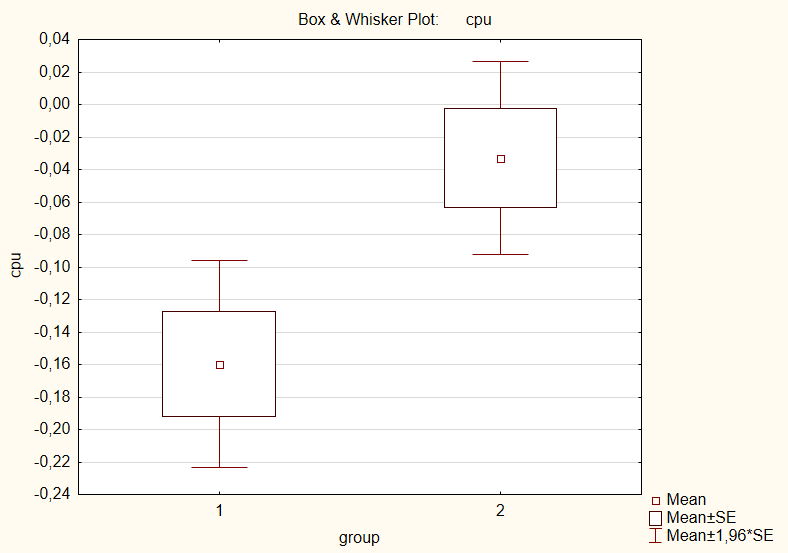 Box & Whisker Plot: cpu
0,04
0,02
0,00
-0,02
-0,04
-0,06
-0,08
-0,10
-0,12
-0,14
-0,16
-0,18
-0,20
-0,22
-0,24
cpu
1
2
group
Mean
Mean±SE
Mean±1,96*SE